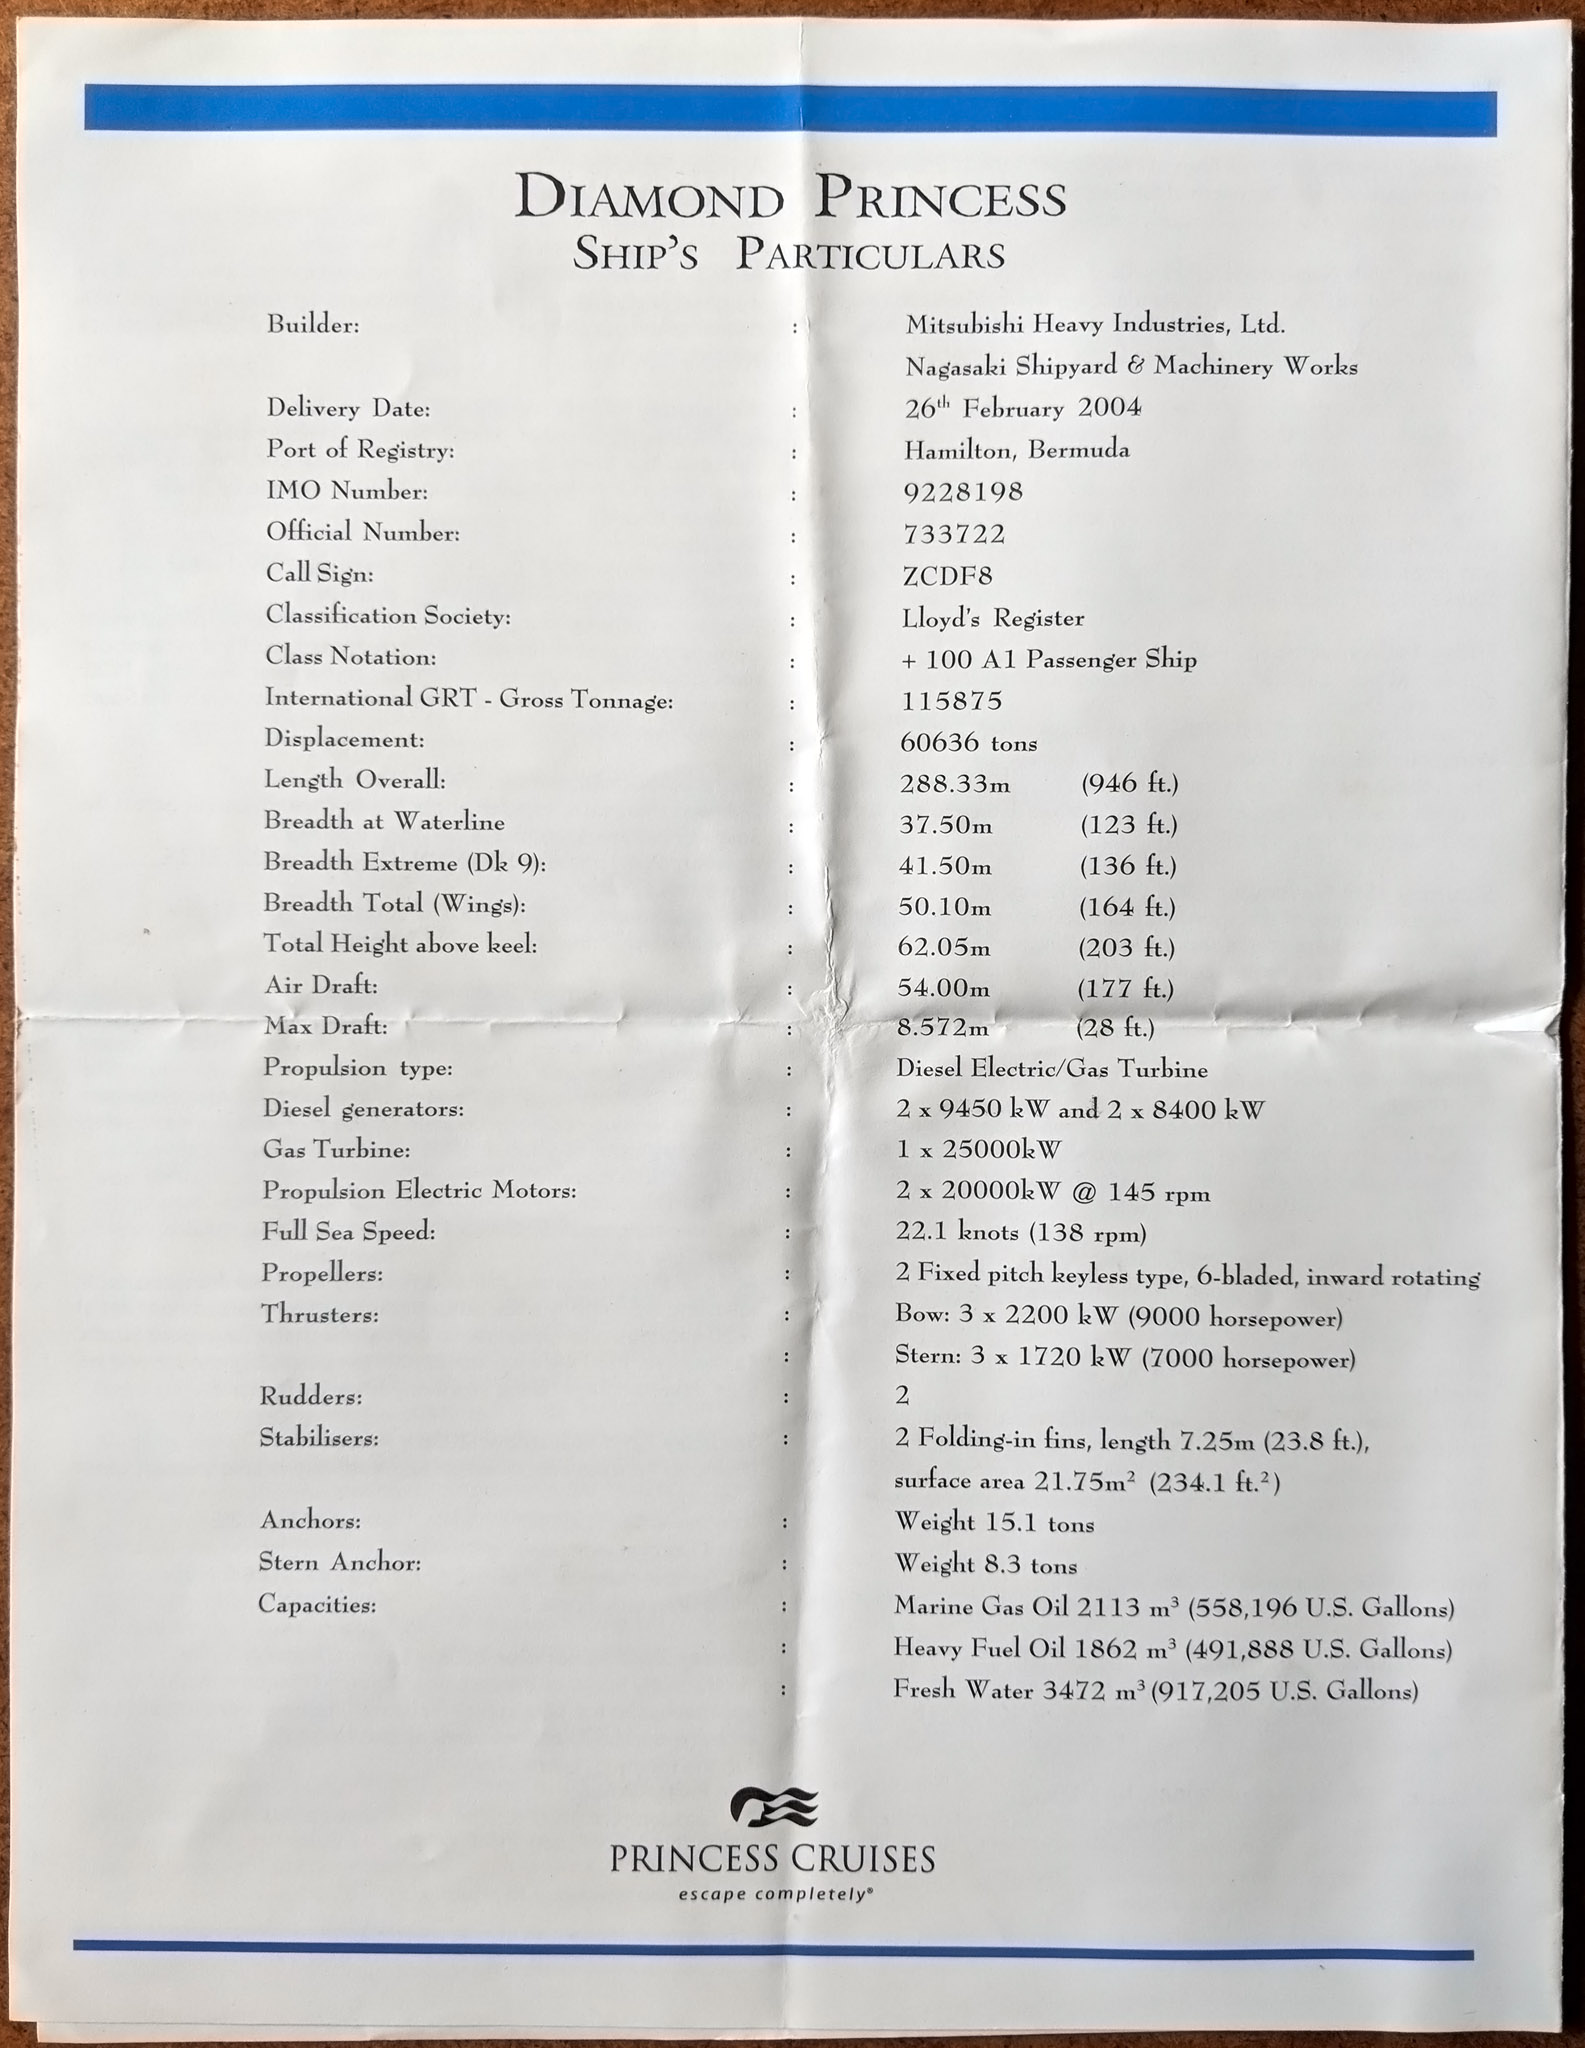 DIAMOND PRINCESS
SHIP'S PARTICULARS
Builder: : Mitsubishi Heavy Industries, Ltd.
Nagasaki Shipyard & Machinery Works
Delivery Date: : 26th February 2004
Port of Registry: : Hamilton, Bermuda
IMO Number: : 9228198
Official Number: : 733722
Call Sign: : ZCDF8
Classification Society: : Lloyd's Register
Class Notation: : + 100 A1 Passenger Ship
International GRT - Gross Tonnage: : 115875
Displacement: : 60636 tons
Length Overall: : 288.33m (946 ft.)
Breadth at Waterline : 37.50m (123 ft.)
Breadth Extreme (Dk 9): : 41.50m (136 ft.)
Breadth Total (Wings): : 50.10m (164 ft.)
Total Height above keel: : 62.05m (203 ft.)
Air Draft: : 54.00m (177 ft.)
Max Draft: : 8.572m (28 ft.)
Propulsion type: : Diesel Electric/Gas Turbine
Diesel generators: : 2 x 9450 kW and 2 x 8400 kW
Gas Turbine: : 1 x 25000kW
Propulsion Electric Motors: : 2 x 20000kW @ 145 rpm
Full Sea Speed: : 22.1 knots (138 rpm)
Propellers: : 2 Fixed pitch keyless type, 6-bladed, inward rotating
Thrusters: : Bow: 3 x 2200 kW (9000 horsepower)
: Stern: 3 x 1720 kW (7000 horsepower)
Rudders: : 2
Stabilisers: : 2 Folding-in fins, length 7.25m (23.8 ft.),
surface area 21.75m² (234.1 ft.²)
Anchors: : Weight 15.1 tons
Stern Anchor: : Weight 8.3 tons
Capacities: : Marine Gas Oil 2113 m³ (558,196 U.S. Gallons)
: Heavy Fuel Oil 1862 m³ (491,888 U.S. Gallons)
: Fresh Water 3472 m³ (917,205 U.S. Gallons)
PRINCESS CRUISES
escape completely®